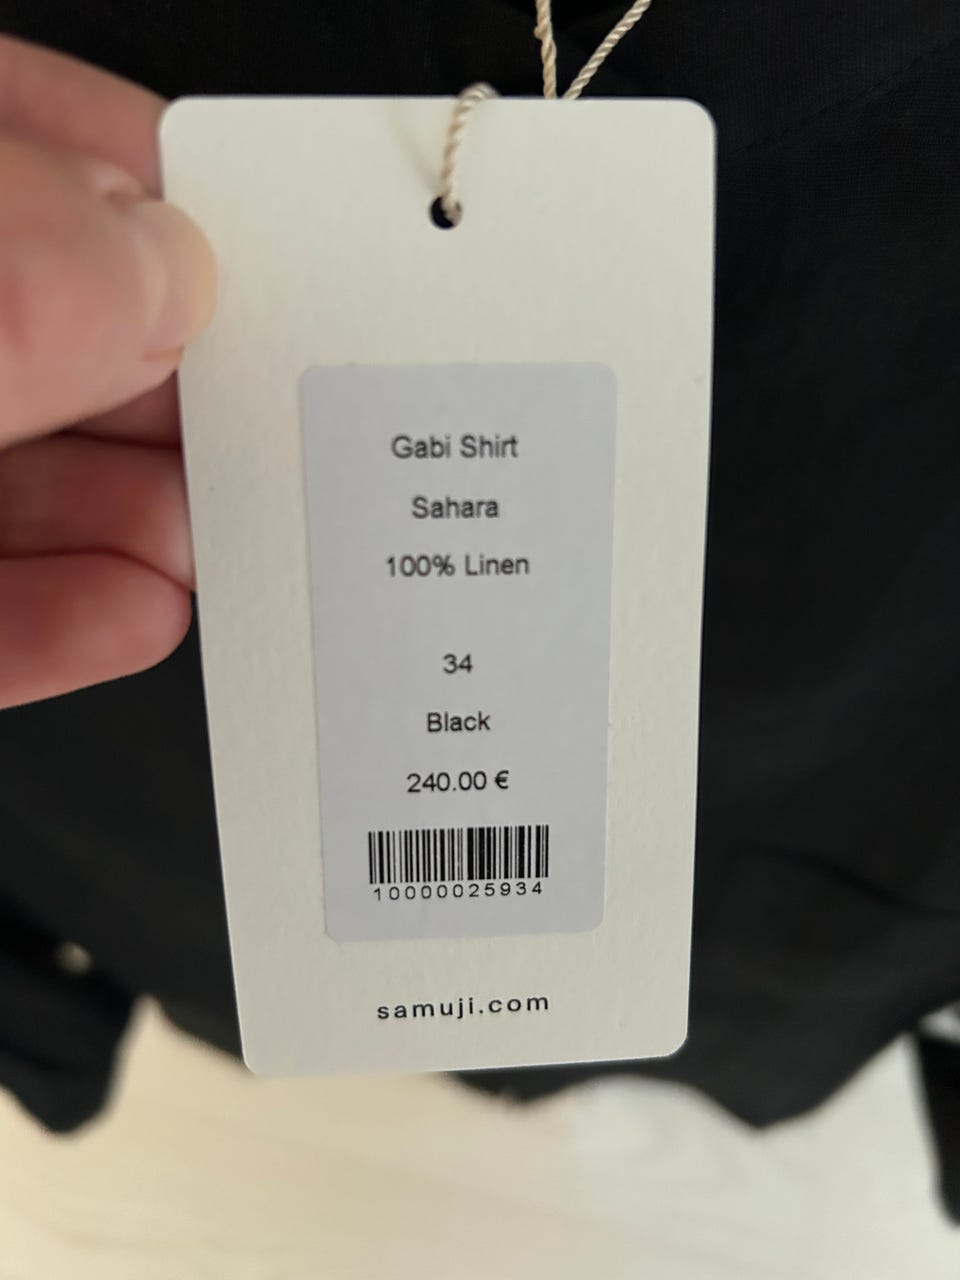 Gabi Shirt
Sahara
100% Linen
34
Black
240.00 €
10000025934
samuji.com